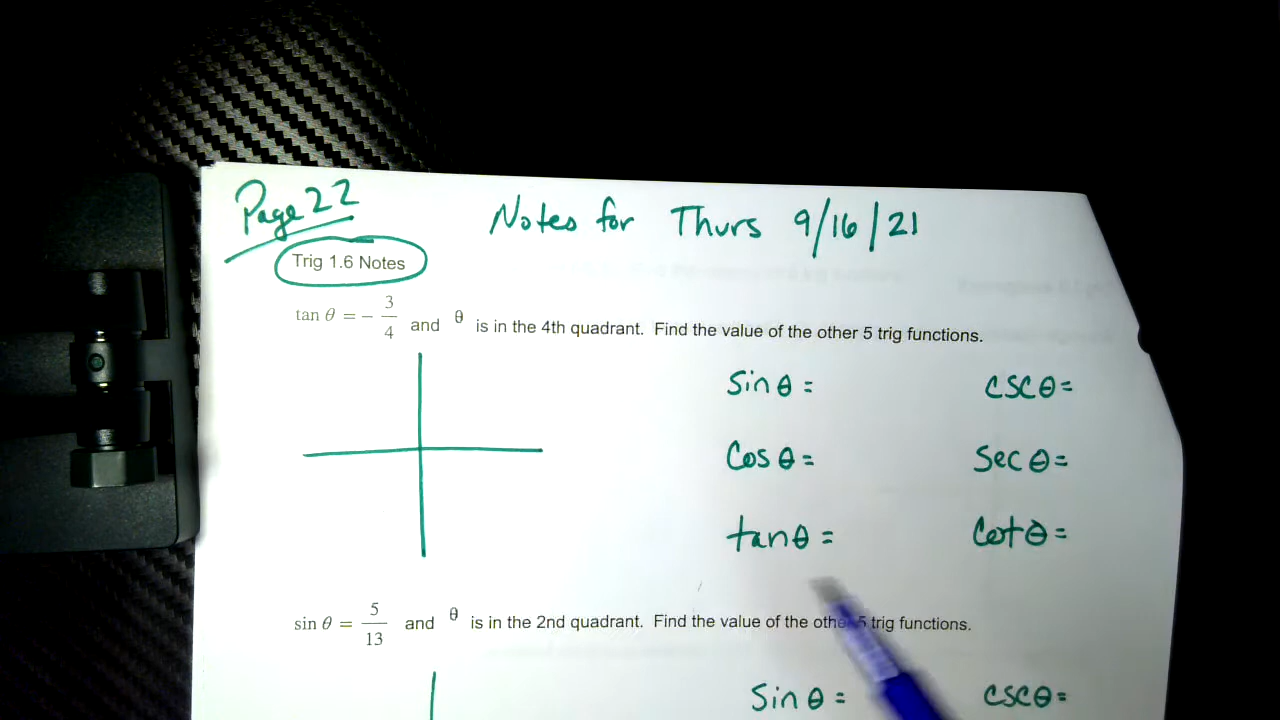 Page 22
Notes for Thurs 9/16/21
Trig 1.6 Notes
tan θ = - 3/4 and θ is in the 4th quadrant. Find the value of the other 5 trig functions.
sin θ = csc θ =
Cos θ = Sec θ =
tan θ = Cot θ =
sin θ = 5/13 and θ is in the 2nd quadrant. Find the value of the other 5 trig functions.
Sin θ = csc θ =